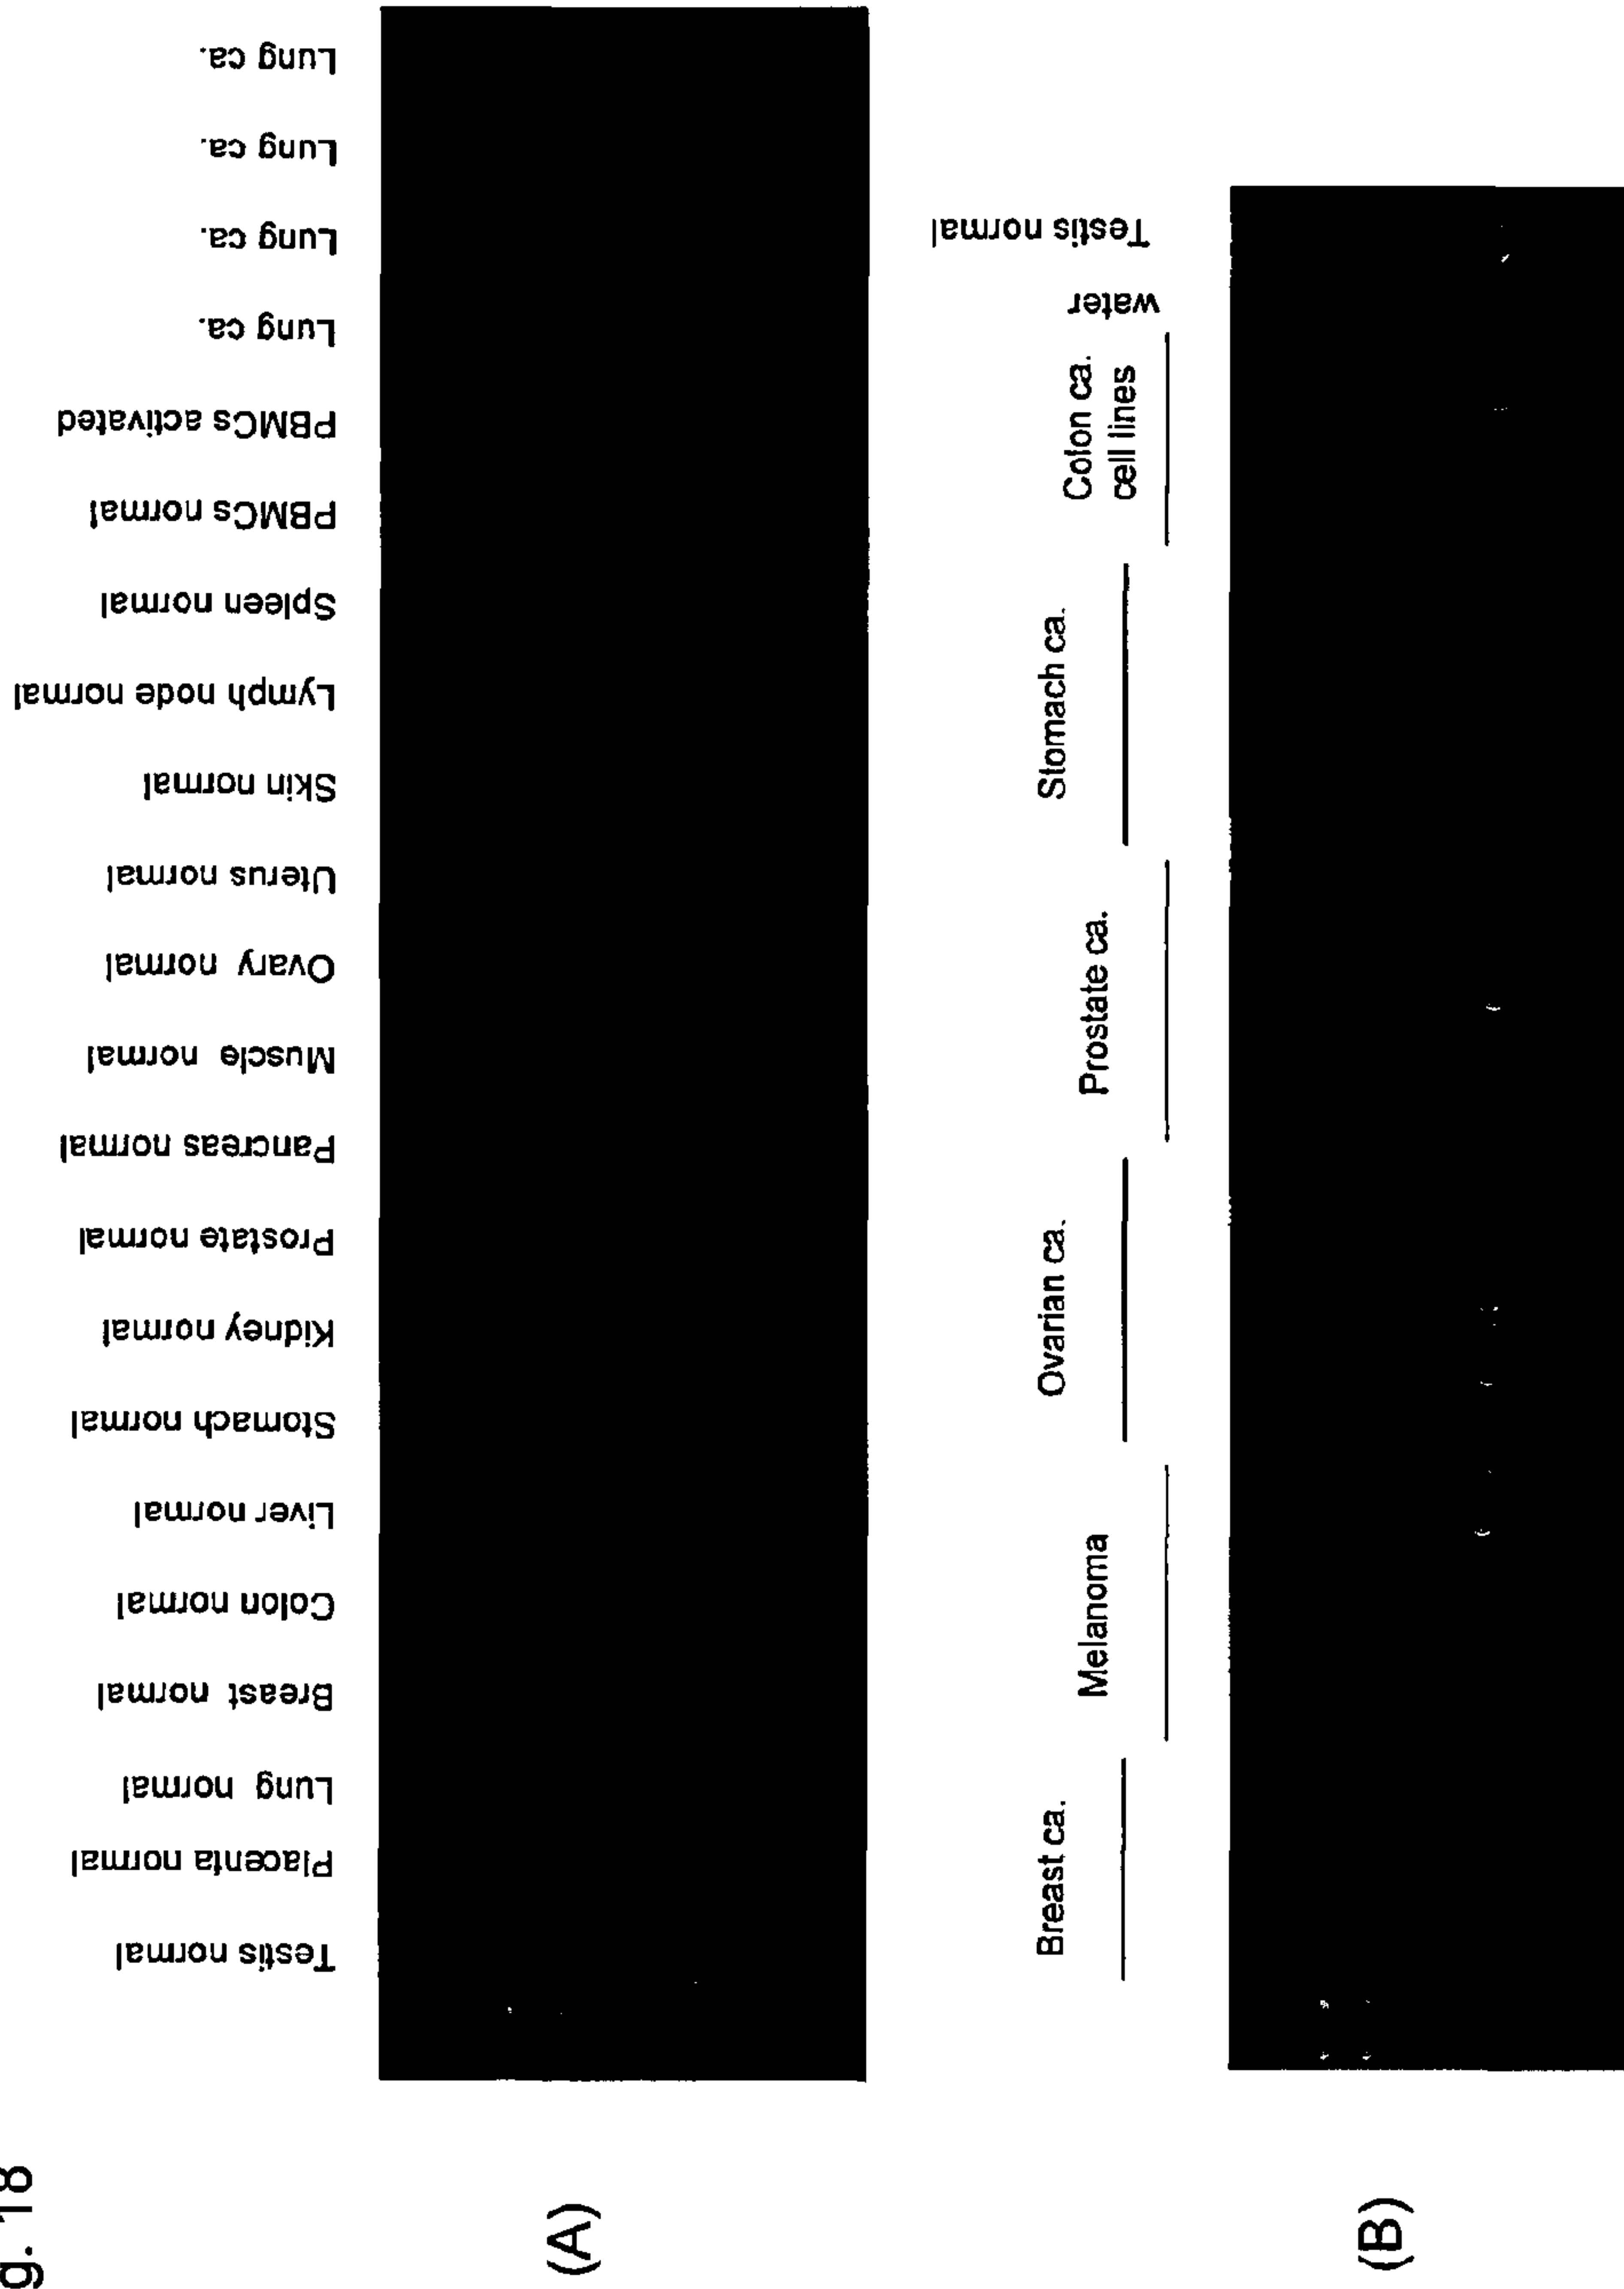 g. 18
(A)
Testis normal
Placenta normal
Lung normal
Breast normal
Colon normal
Liver normal
Stomach normal
Kidney normal
Prostate normal
Pancreas normal
Muscle normal
Ovary normal
Uterus normal
Skin normal
Lymph node normal
Spleen normal
PBMCs normal
PBMCs activated
Lung ca.
Lung ca.
Lung ca.
Lung ca.
(B)
Breast ca.
Melanoma
Ovarian ca.
Prostate ca.
Stomach ca.
Colon ca.
cell lines
water
Testis normal